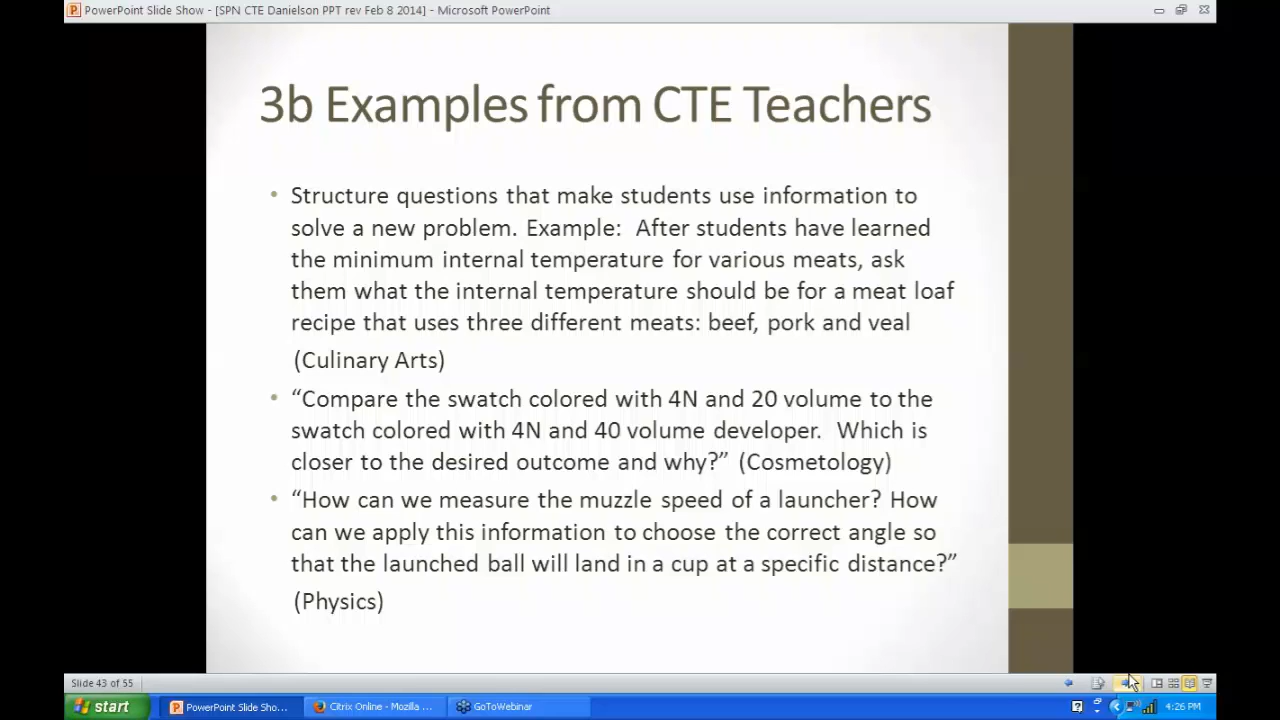 PowerPoint Slide Show - [SPN CTE Danielson PPT rev Feb 8 2014] - Microsoft PowerPoint
3b Examples from CTE Teachers
• Structure questions that make students use information to
solve a new problem. Example:  After students have learned
the minimum internal temperature for various meats, ask
them what the internal temperature should be for a meat loaf
recipe that uses three different meats: beef, pork and veal
(Culinary Arts)
• “Compare the swatch colored with 4N and 20 volume to the
swatch colored with 4N and 40 volume developer.  Which is
closer to the desired outcome and why?” (Cosmetology)
• “How can we measure the muzzle speed of a launcher? How
can we apply this information to choose the correct angle so
that the launched ball will land in a cup at a specific distance?”
(Physics)
Slide 43 of 55
start
PowerPoint Slide Sho...
Citrix Online - Mozilla ...
GoToWebinar
4:26 PM